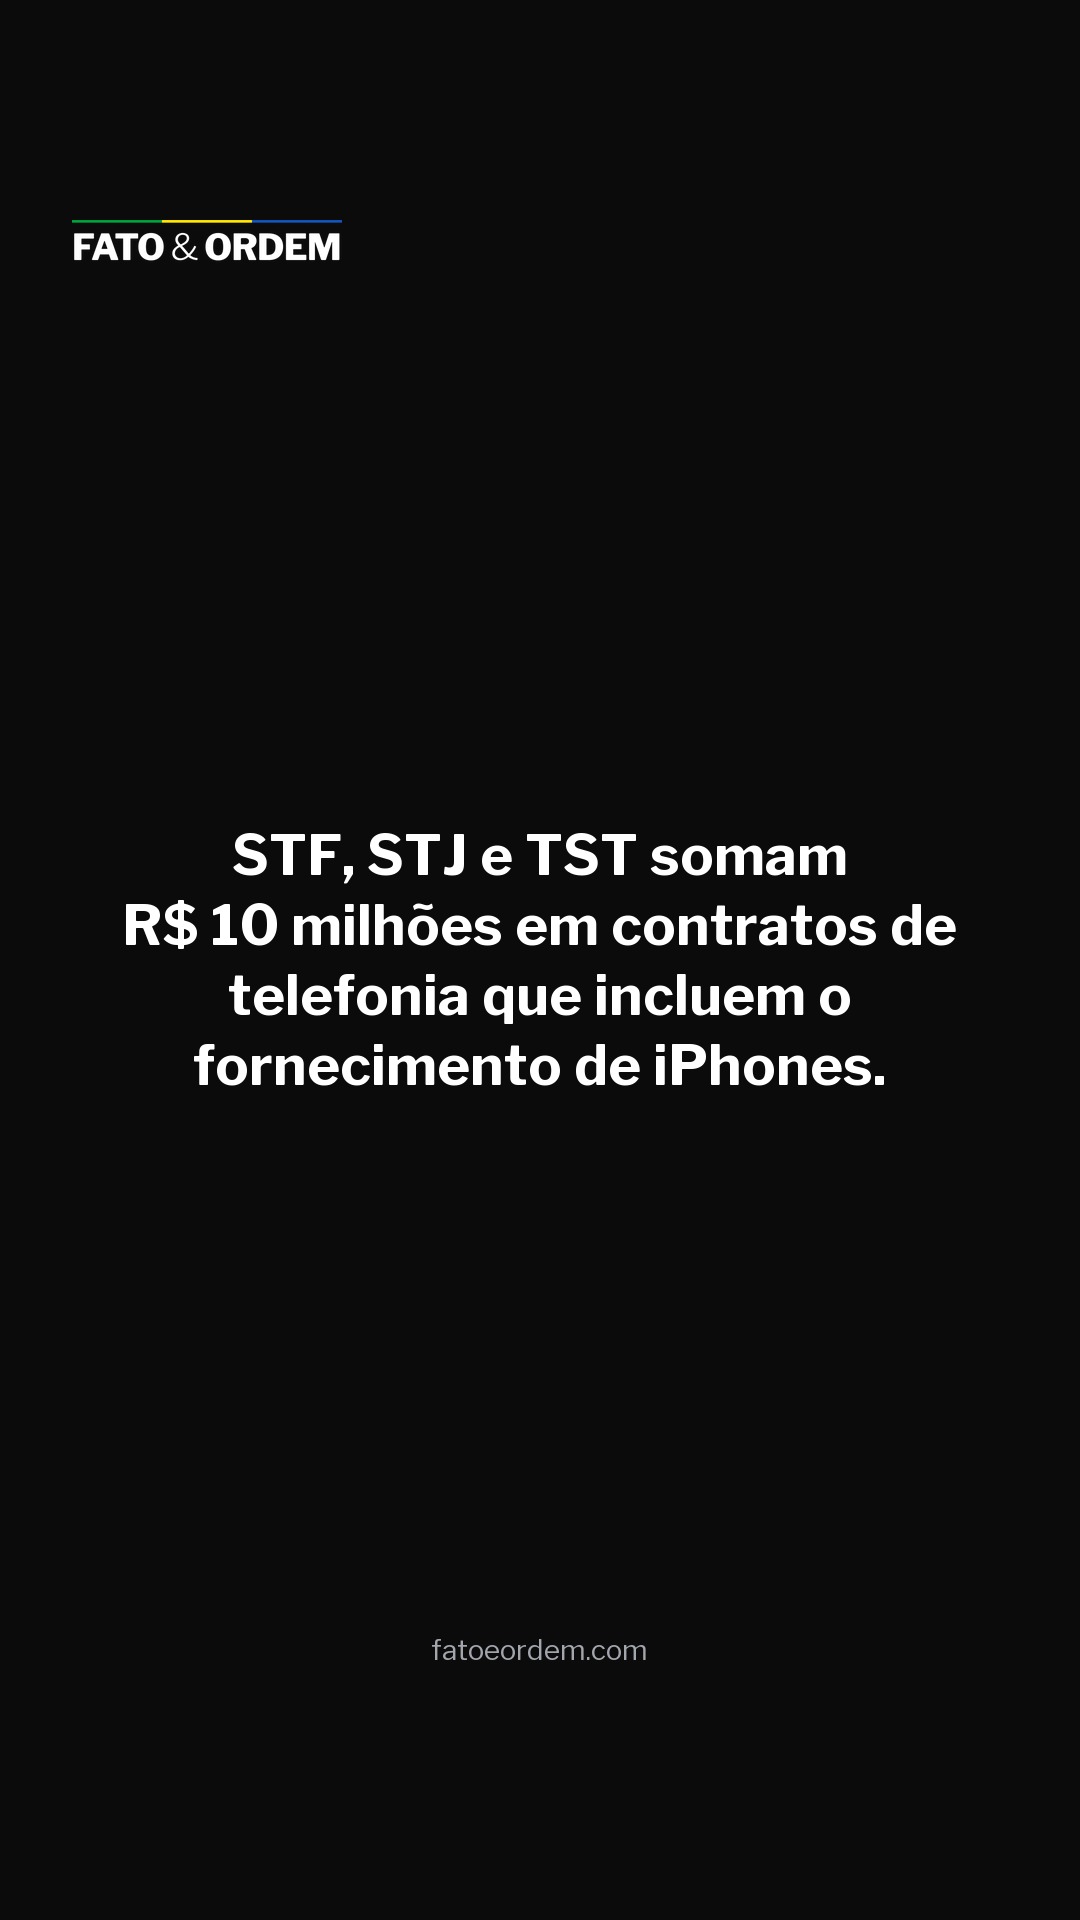 FATO & ORDEM
STF, STJ e TST somam
R$ 10 milhões em contratos de
telefonia que incluem o
fornecimento de iPhones.
fatoeordem.com